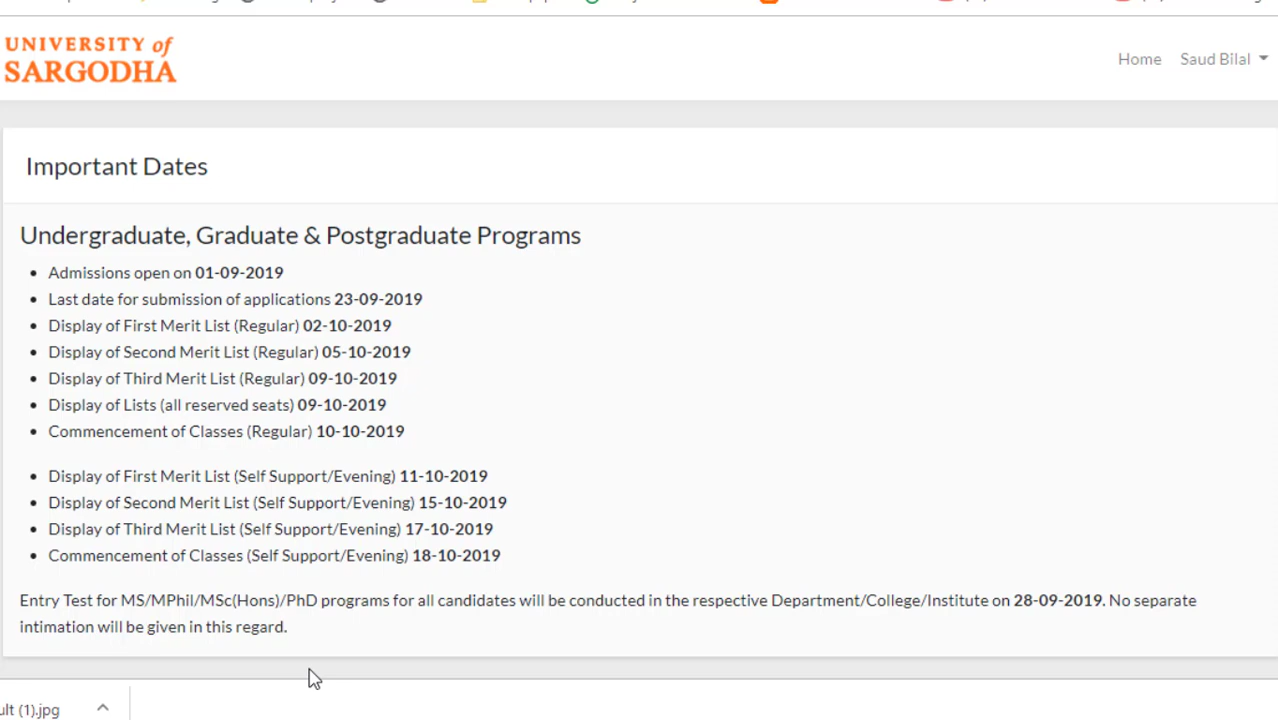 UNIVERSITY of
SARGODHA
Home Saud Bilal
Important Dates
Undergraduate, Graduate & Postgraduate Programs
• Admissions open on 01-09-2019
• Last date for submission of applications 23-09-2019
• Display of First Merit List (Regular) 02-10-2019
• Display of Second Merit List (Regular) 05-10-2019
• Display of Third Merit List (Regular) 09-10-2019
• Display of Lists (all reserved seats) 09-10-2019
• Commencement of Classes (Regular) 10-10-2019
• Display of First Merit List (Self Support/Evening) 11-10-2019
• Display of Second Merit List (Self Support/Evening) 15-10-2019
• Display of Third Merit List (Self Support/Evening) 17-10-2019
• Commencement of Classes (Self Support/Evening) 18-10-2019
Entry Test for MS/MPhil/MSc(Hons)/PhD programs for all candidates will be conducted in the respective Department/College/Institute on 28-09-2019. No separate
intimation will be given in this regard.
ult (1).jpg